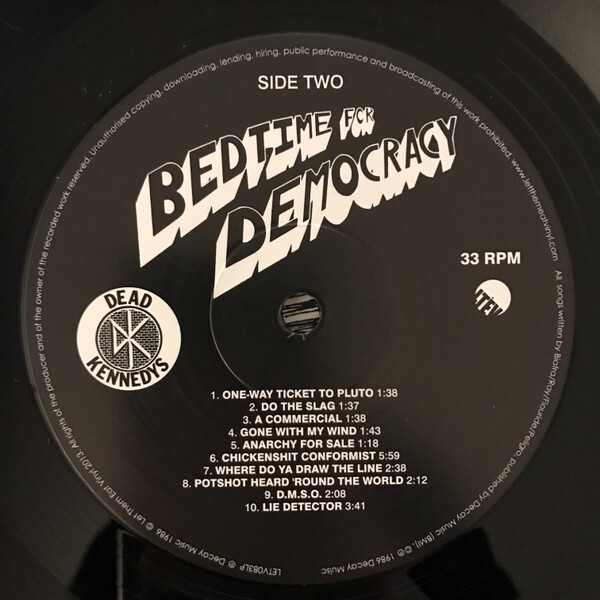 SIDE TWO
BEDTIME FOR
DEMOCRACY
33 RPM
DEAD
KENNEDYS
DK
LTEV
1. ONE-WAY TICKET TO PLUTO 1:38
2. DO THE SLAG 1:37
3. A COMMERCIAL 1:38
4. GONE WITH MY WIND 1:43
5. ANARCHY FOR SALE 1:18
6. CHICKENSHIT CONFORMIST 5:59
7. WHERE DO YA DRAW THE LINE 2:38
8. POTSHOT HEARD 'ROUND THE WORLD 2:12
9. D.M.S.O. 2:08
10. LIE DETECTOR 3:41
LETV083LP ℗ Decay Music 1986 © Let Them Eat Vinyl 2013. All rights of the producer and of the owner of the recorded work reserved. Unauthorised copying, downloading, lending, hiring, public performance and broadcasting of this work prohibited. www.letthemeatvinyl.com
All songs written by Biafra/Ray/Flouride/Peligro, published by Decay Music (BMI), ©℗ 1986 Decay Music